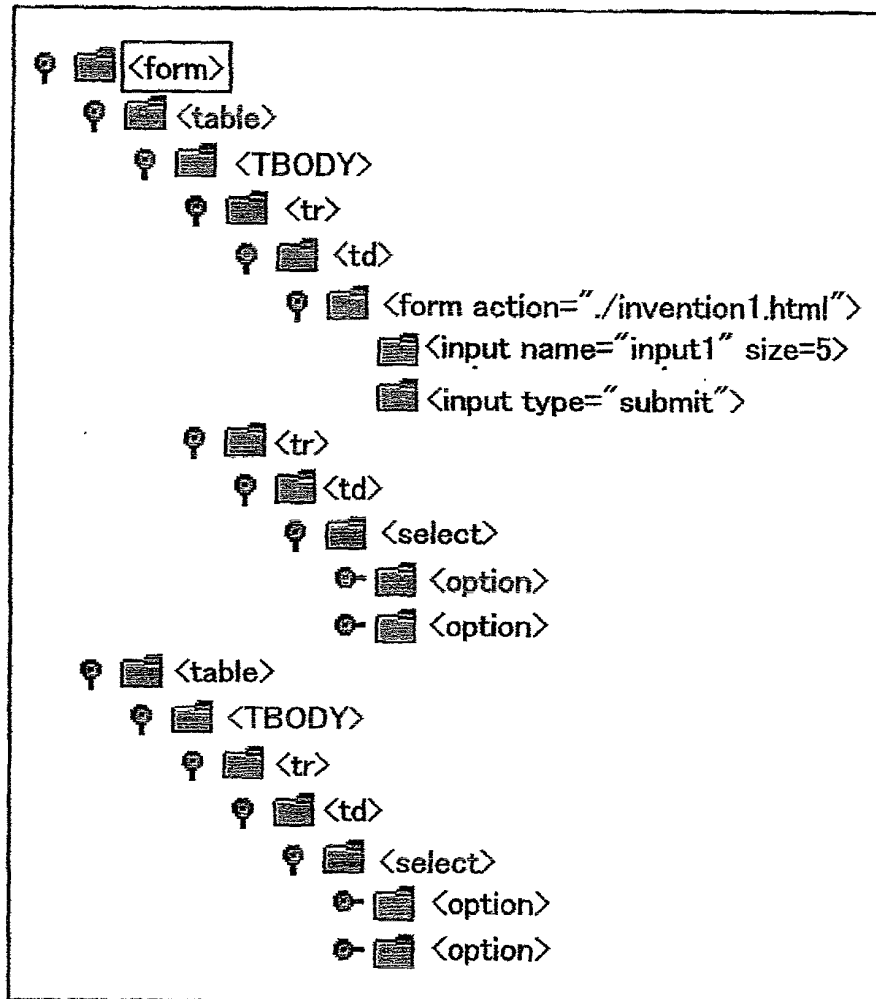 <form>
<table>
<TBODY>
<tr>
<td>
<form action="./invention1.html">
<input name="input1" size=5>
<input type="submit">
<tr>
<td>
<select>
<option>
<option>
<table>
<TBODY>
<tr>
<td>
<select>
<option>
<option>